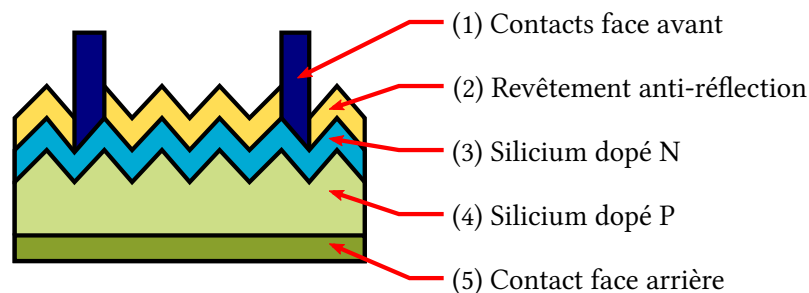 (1) Contacts face avant
(2) Revêtement anti-réflection
(3) Silicium dopé N
(4) Silicium dopé P
(5) Contact face arrière